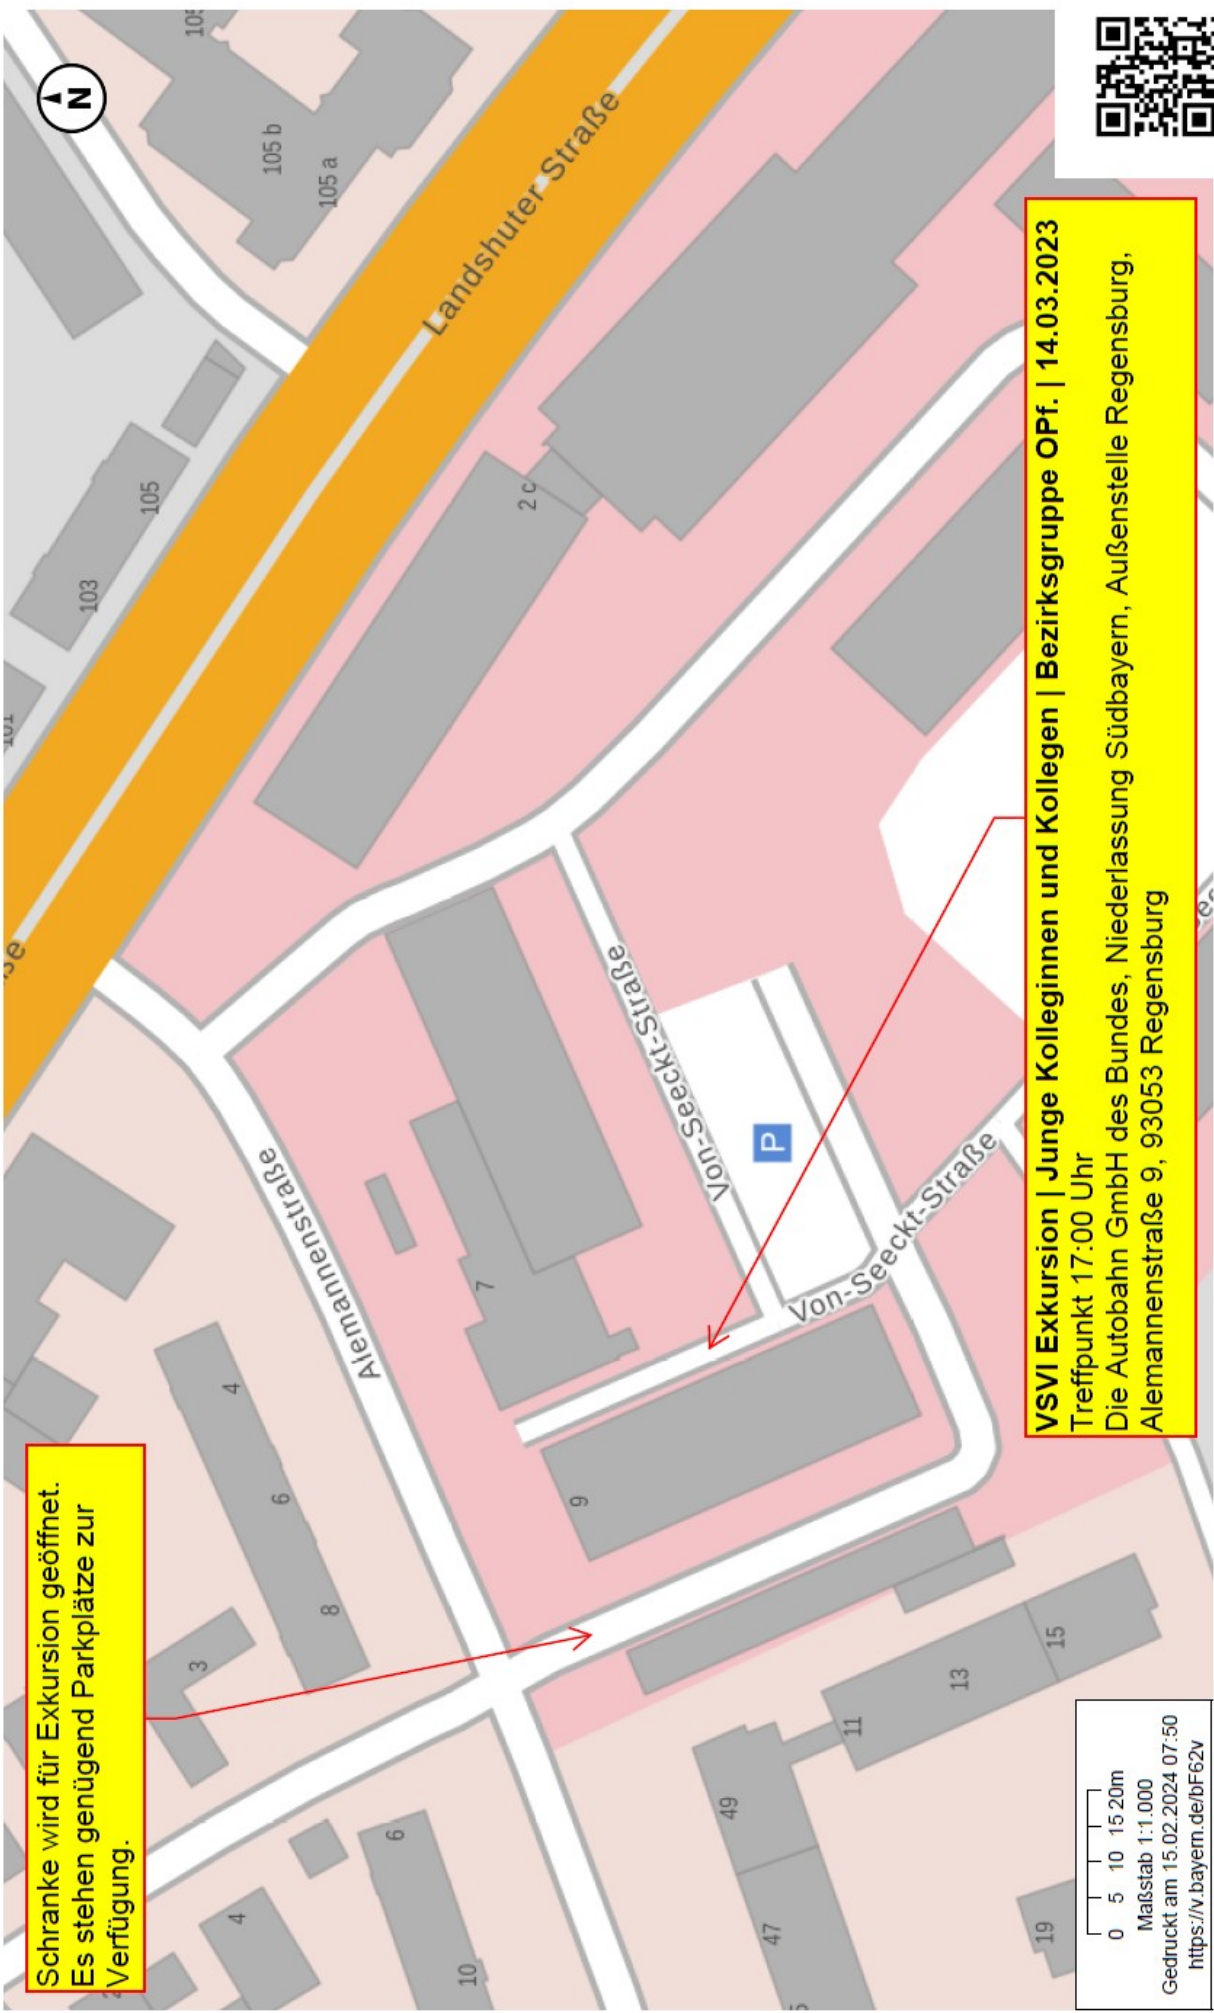 Schranke wird für Exkursion geöffnet.
Es stehen genügend Parkplätze zur
Verfügung.
N
105 b
105 a
105
103
101
Landshuter Straße
2 c
Alemannenstraße
Von-Seeckt-Straße
Von-Seeckt-Straße
P
7
9
4
6
8
3
4
6
10
11
13
15
49
47
19
VSVI Exkursion | Junge Kolleginnen und Kollegen | Bezirksgruppe OPf. | 14.03.2023
Treffpunkt 17:00 Uhr
Die Autobahn GmbH des Bundes, Niederlassung Südbayern, Außenstelle Regensburg,
Alemannenstraße 9, 93053 Regensburg
0 5 10 15 20m
Maßstab 1:1.000
Gedruckt am 15.02.2024 07:50
https://v.bayern.de/bF62v